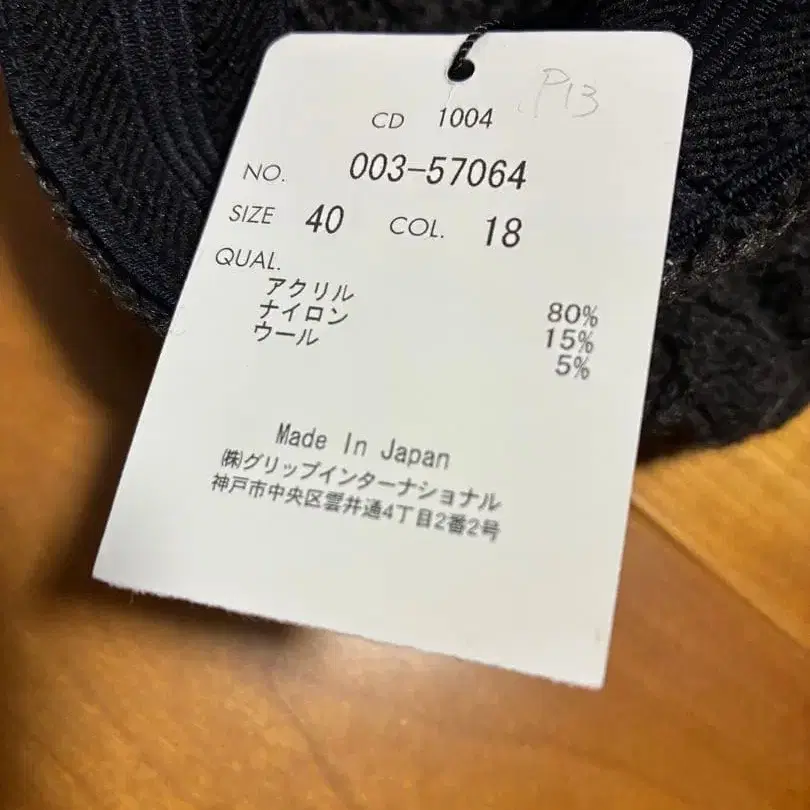 P13
CD 1004
NO. 003-57064
SIZE 40 COL. 18
QUAL.
アクリル 80%
ナイロン 15%
ウール 5%
Made In Japan
㈱グリップインターナショナル
神戸市中央区雲井通4丁目2番2号